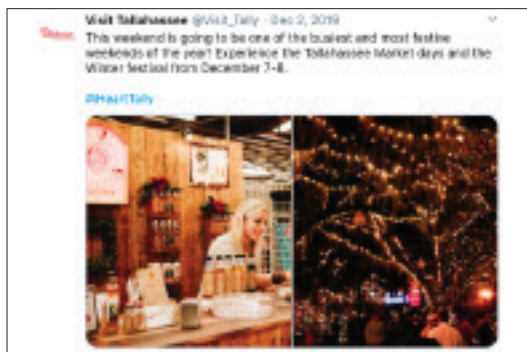 Visit Tallahassee @Visit_Tally · Dec 2, 2019
This weekend is going to be one of the busiest and most festive
weekends of the year! Experience the Tallahassee Market days and the
Winter festival from December 7-8.
#IHeartTally